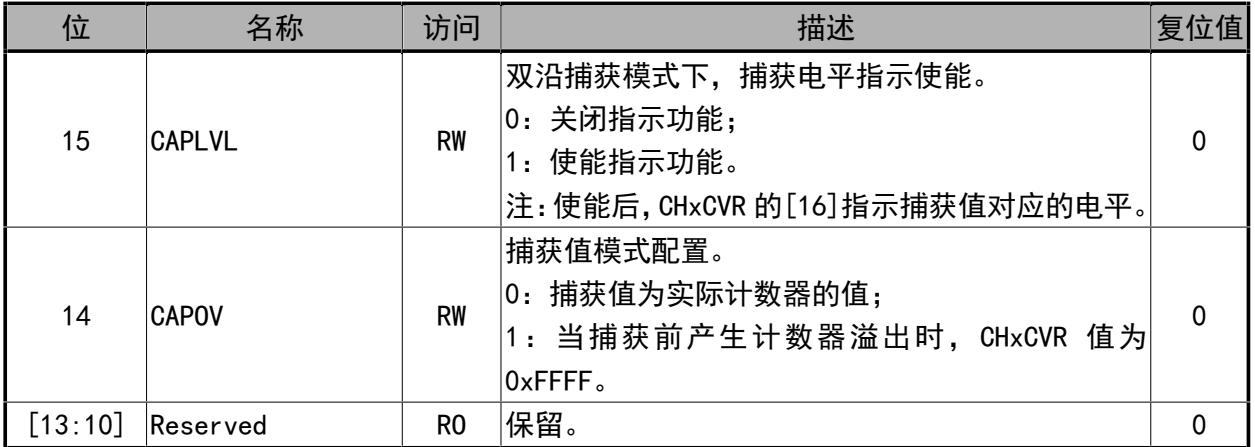 位 名称 访问 描述 复位值
双沿捕获模式下，捕获电平指示使能。
0：关闭指示功能；
15 CAPLVL RW 0
1：使能指示功能。
注：使能后，CHxCVR 的[16]指示捕获值对应的电平。
捕获值模式配置。
0：捕获值为实际计数器的值；
14 CAPOV RW 0
1：当捕获前产生计数器溢出时，CHxCVR 值为
0xFFFF。
[13:10] Reserved RO 保留。 0